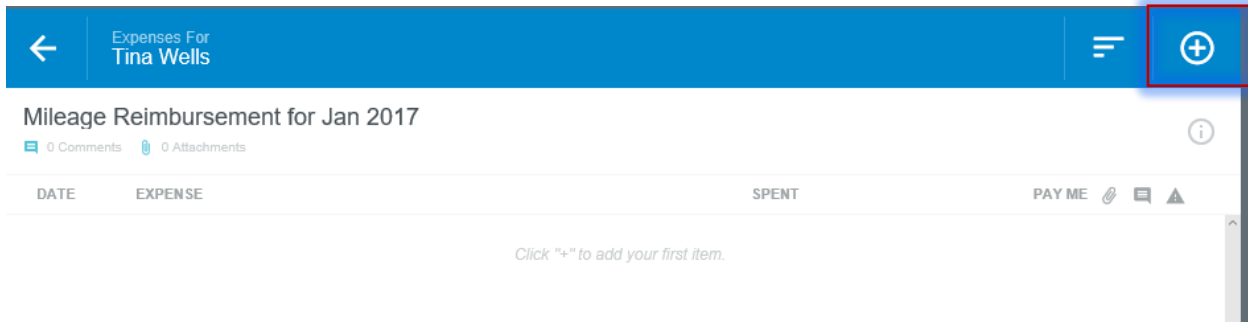 Expenses For
Tina Wells
Mileage Reimbursement for Jan 2017
0 Comments 0 Attachments
DATE EXPENSE SPENT PAY ME
Click "+" to add your first item.